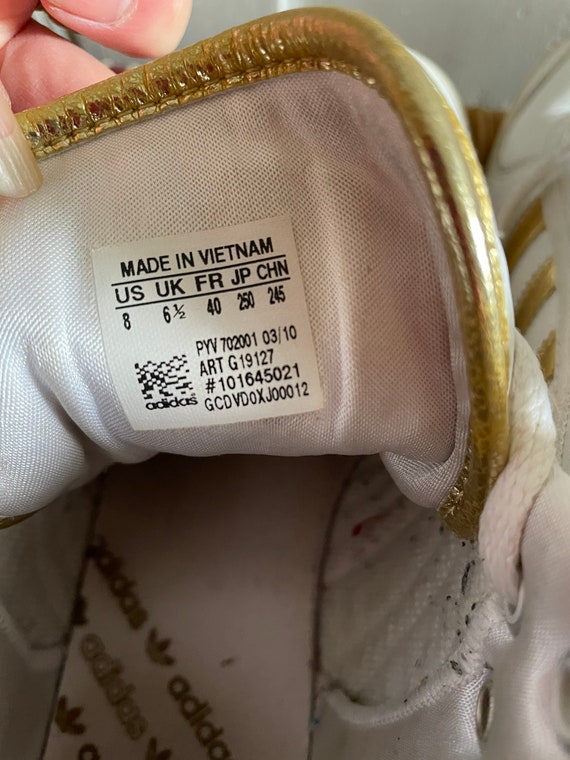 MADE IN VIETNAM
US UK FR JP CHN
8 6½ 40 250 245
PYV 702001 03/10
ART G19127
#101645021
GCDVD0XJ00012
adidas
adidas
adidas
adidas